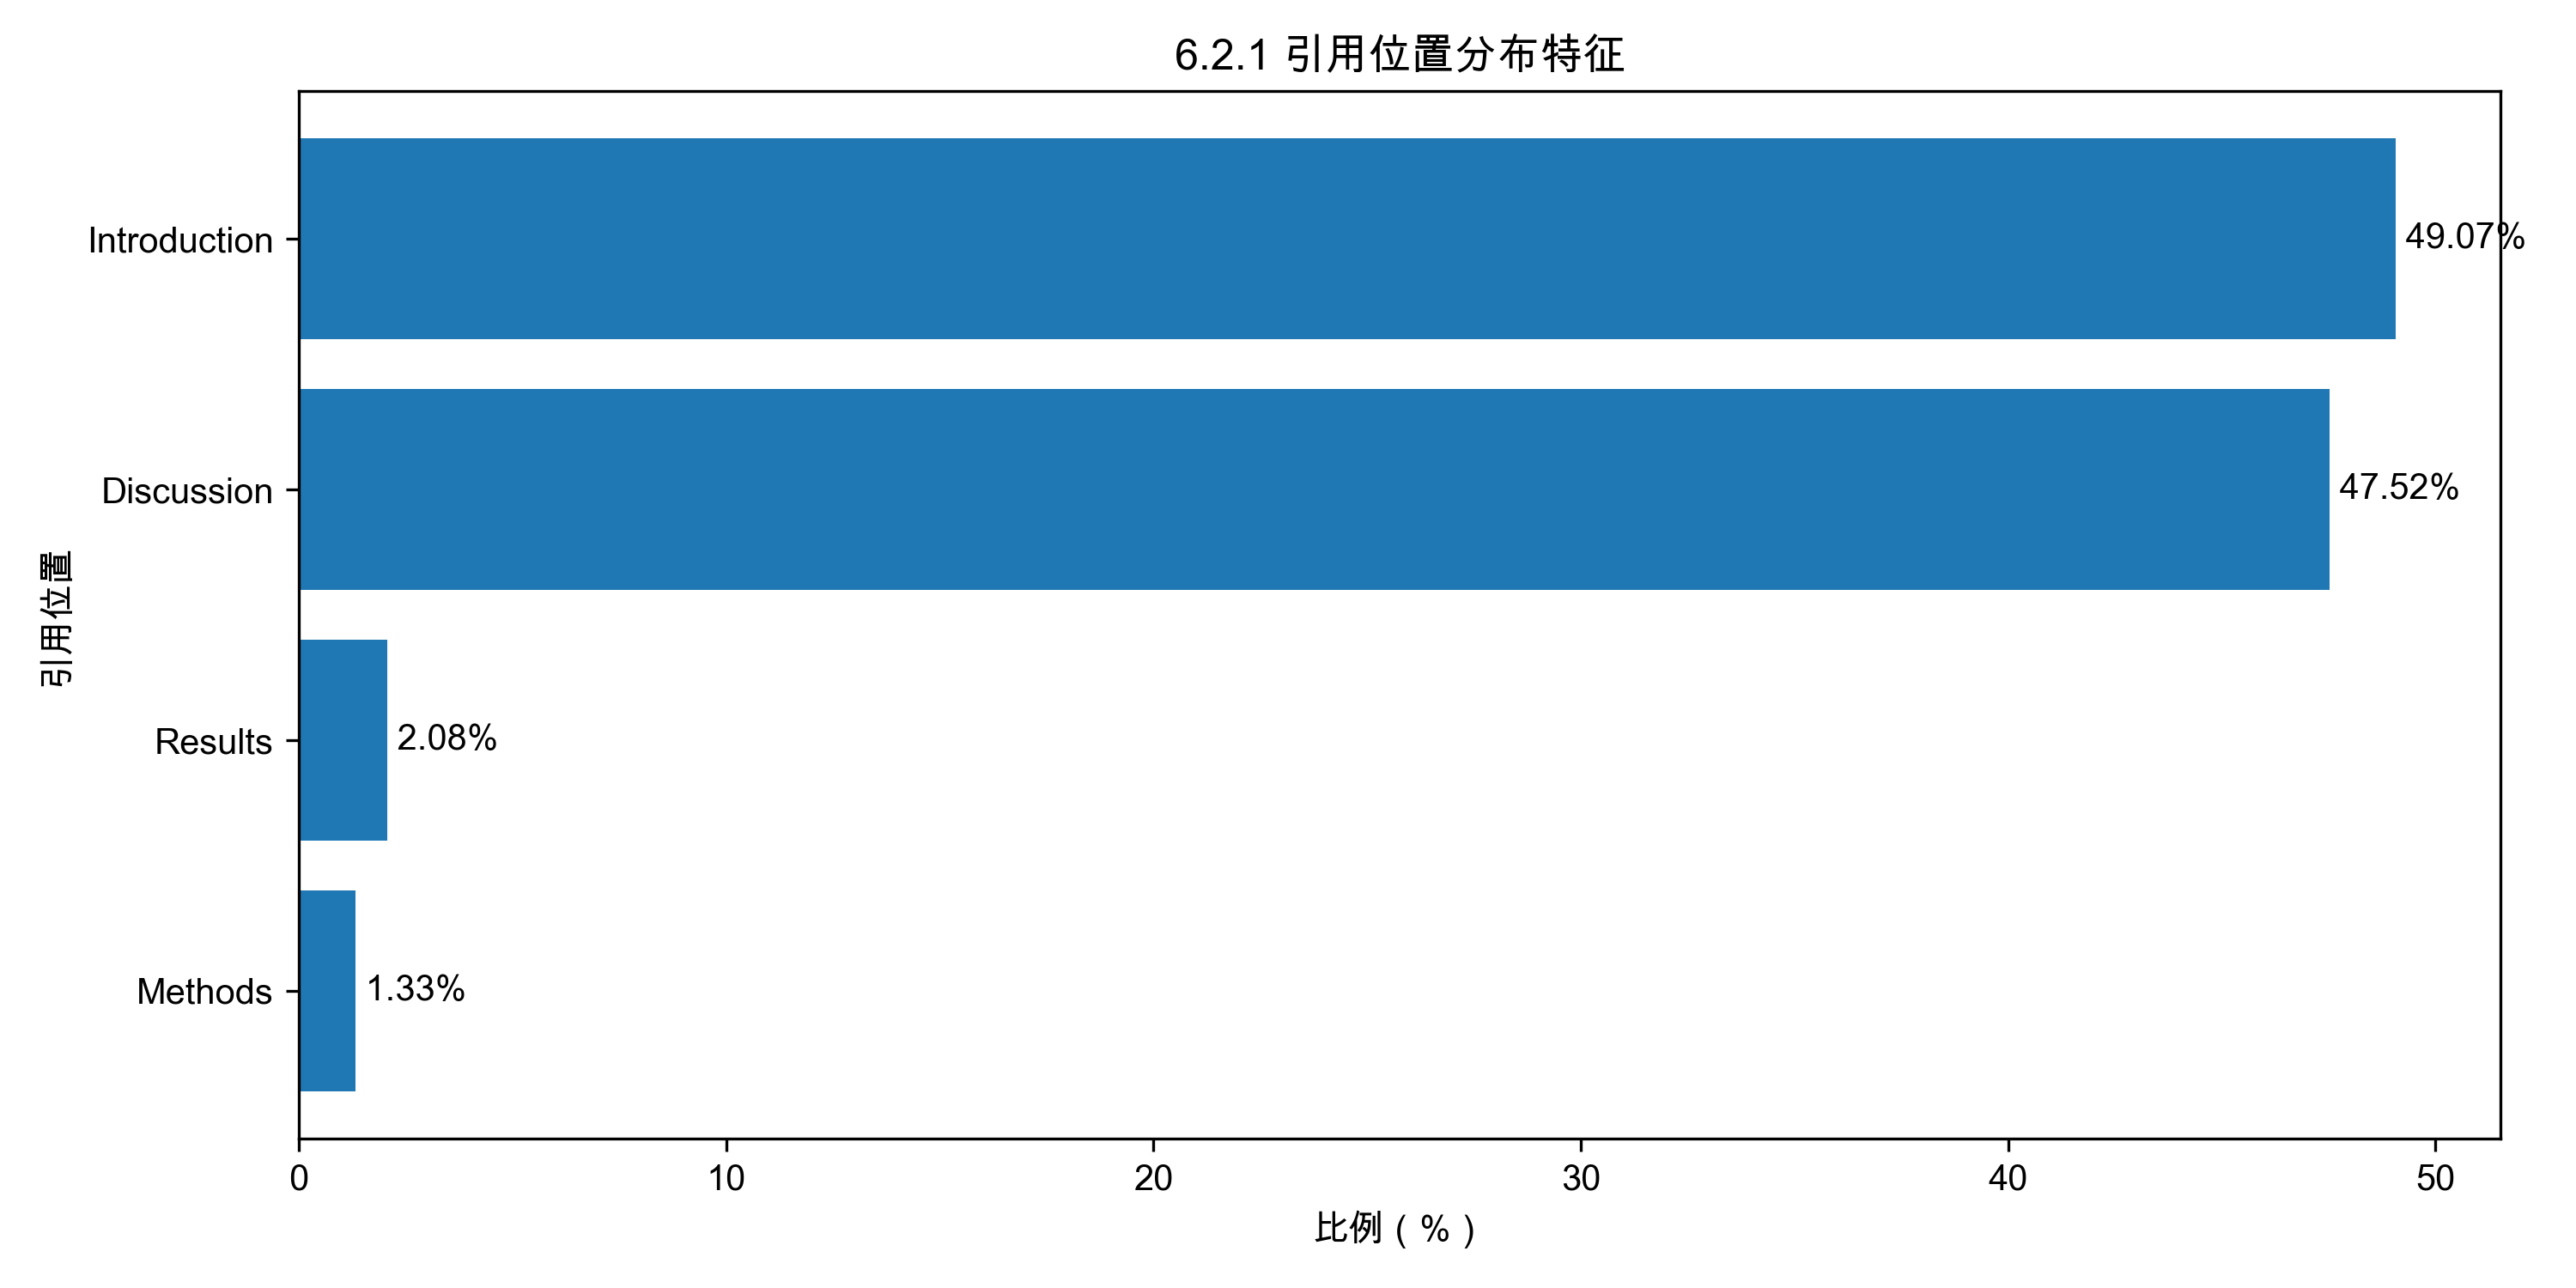 6.2.1 引用位置分布特征
引用位置
Introduction
49.07%
Discussion
47.52%
Results
2.08%
Methods
1.33%
0 10 20 30 40 50
比例（%）